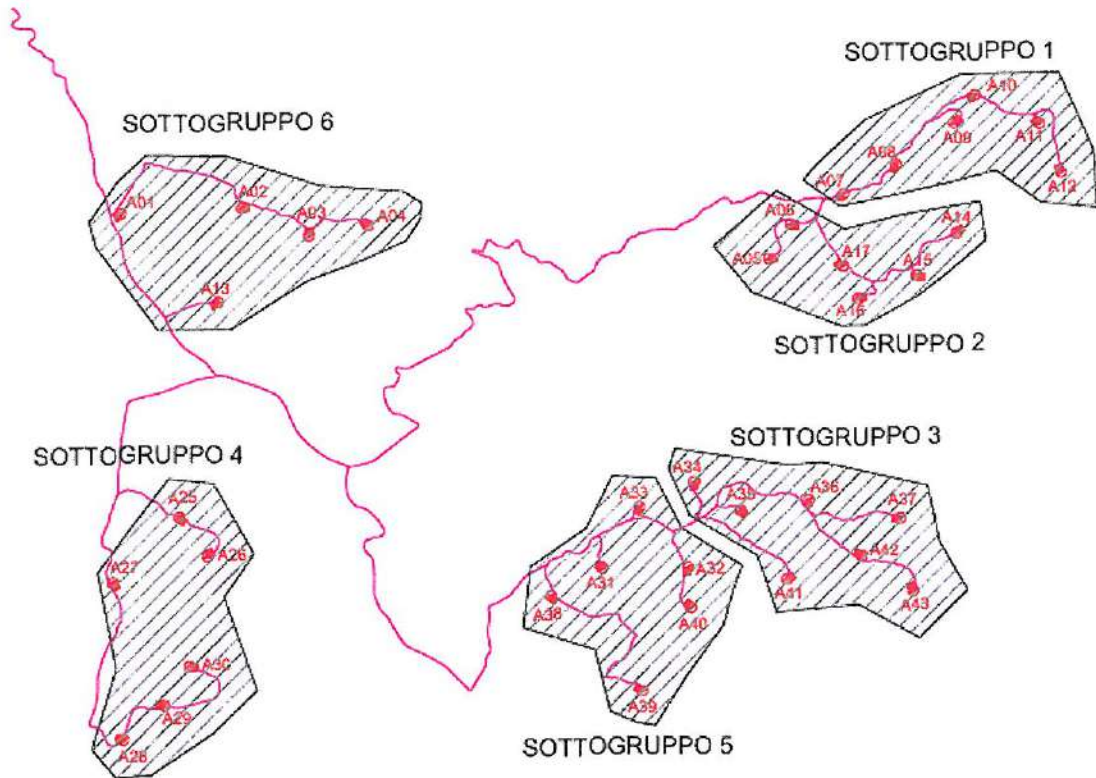 SOTTOGRUPPO 1
A10
A09
A11
A08
A12
A07
SOTTOGRUPPO 6
A01
A02
A03
A04
A13
A06
A14
A05
A17
A15
A16
SOTTOGRUPPO 2
SOTTOGRUPPO 4
A25
A26
A27
A30
A29
A28
SOTTOGRUPPO 3
A34
A35
A36
A37
A42
A41
A43
A33
A31
A32
A38
A40
A39
SOTTOGRUPPO 5